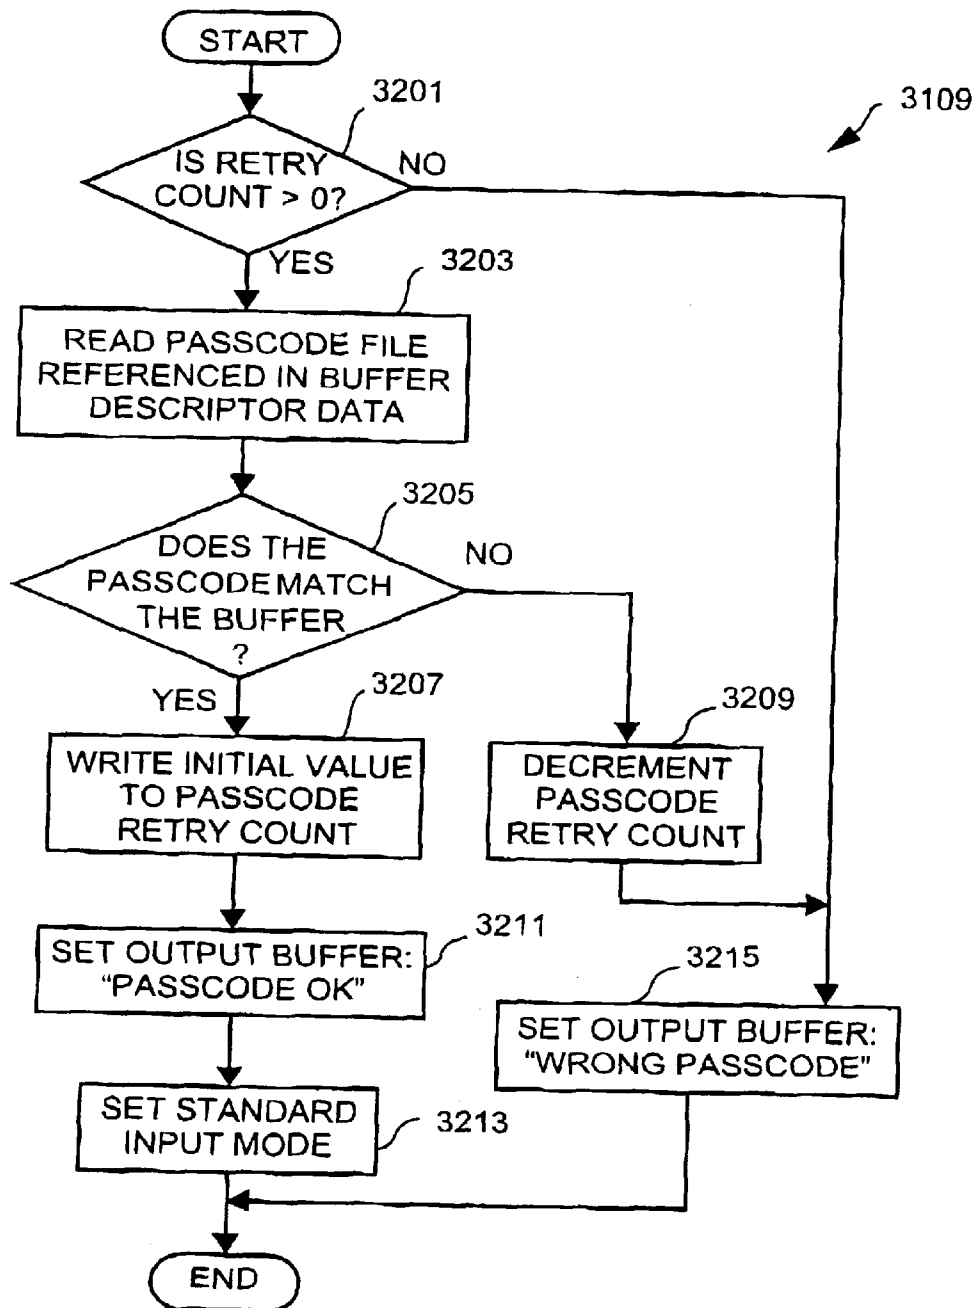 START
3201
3109
IS RETRY
COUNT > 0?
NO
YES
3203
READ PASSCODE FILE
REFERENCED IN BUFFER
DESCRIPTOR DATA
3205
DOES THE
PASSCODE MATCH
THE BUFFER
?
NO
YES
3207
WRITE INITIAL VALUE
TO PASSCODE
RETRY COUNT
3209
DECREMENT
PASSCODE
RETRY COUNT
3211
SET OUTPUT BUFFER:
“PASSCODE OK”
3215
SET OUTPUT BUFFER:
“WRONG PASSCODE”
SET STANDARD
INPUT MODE
3213
END